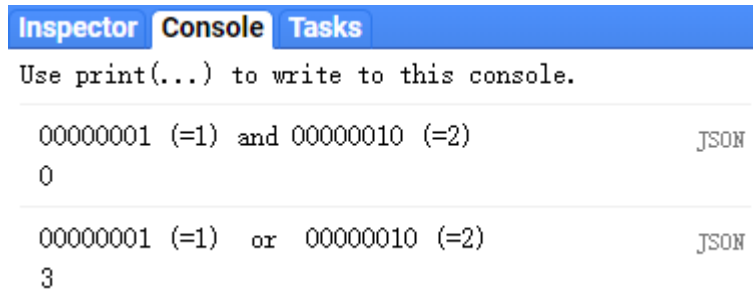 Inspector Console Tasks
Use print(...) to write to this console.
00000001 (=1) and 00000010 (=2) JSON
0
00000001 (=1) or 00000010 (=2) JSON
3